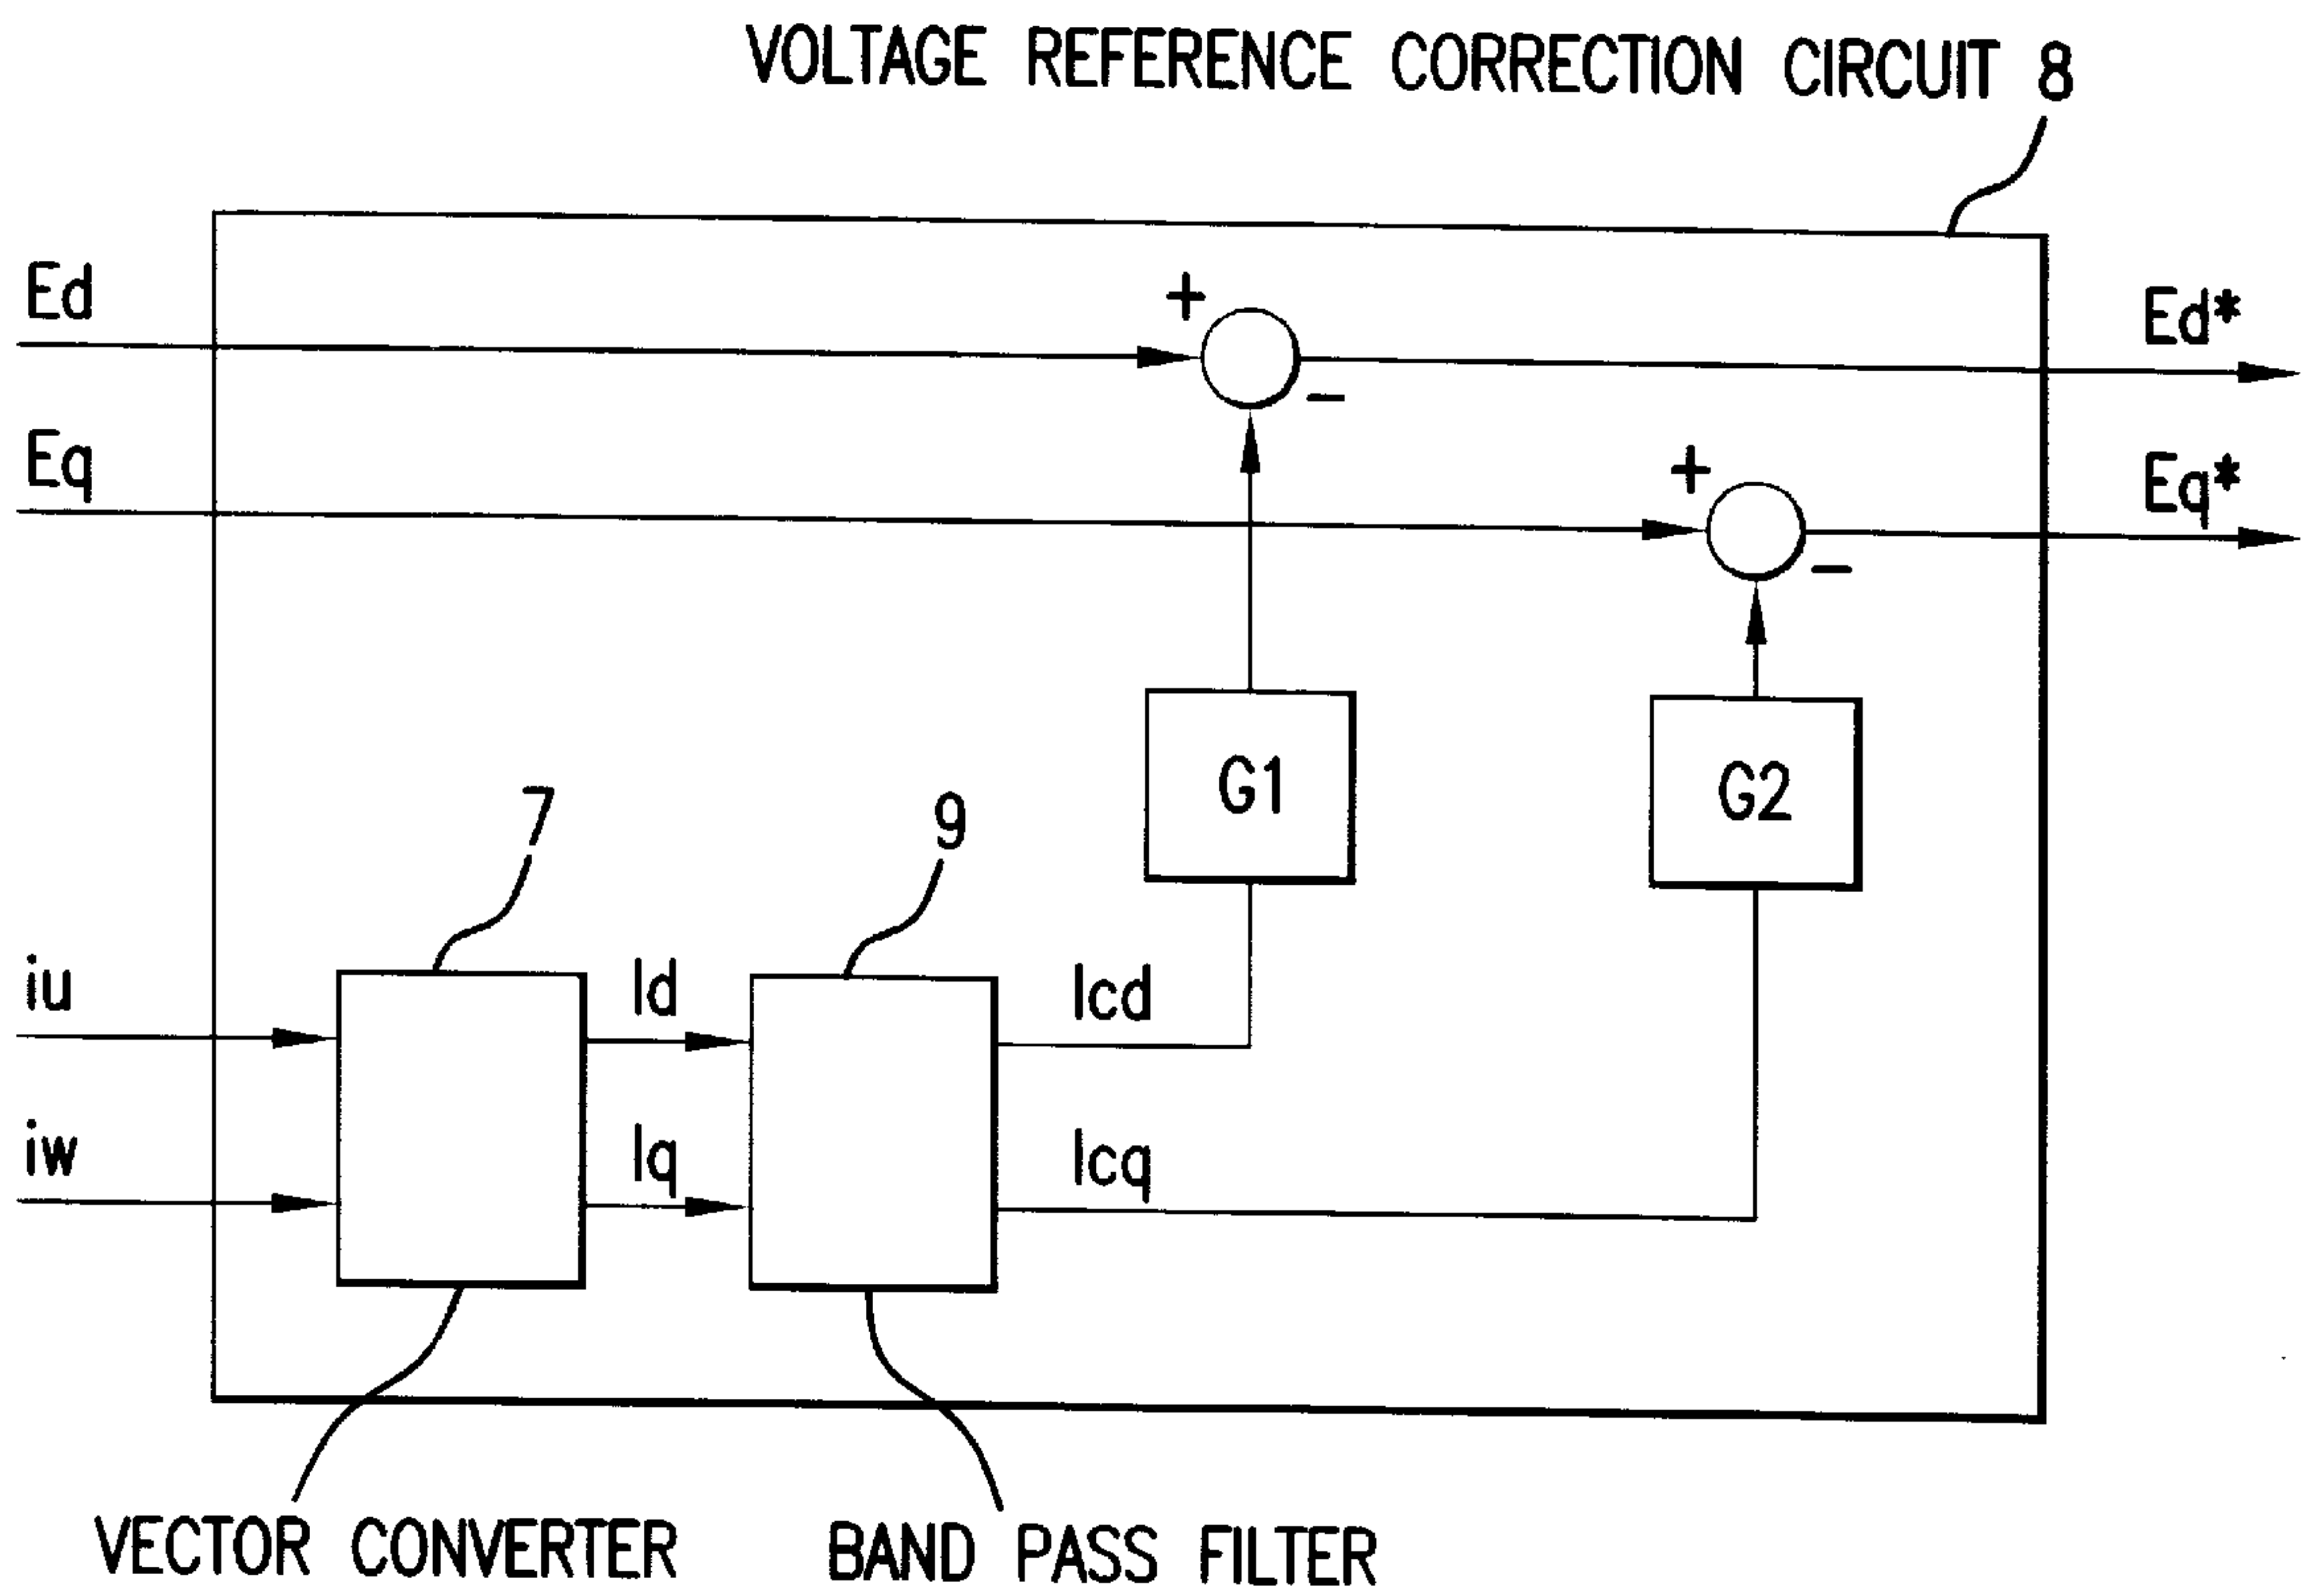 VOLTAGE REFERENCE CORRECTION CIRCUIT 8
Ed
+
Ed*
−
Eq
+
Eq*
−
G1
G2
7
9
iu
Id
Icd
iw
Iq
Icq
VECTOR CONVERTER
BAND PASS FILTER